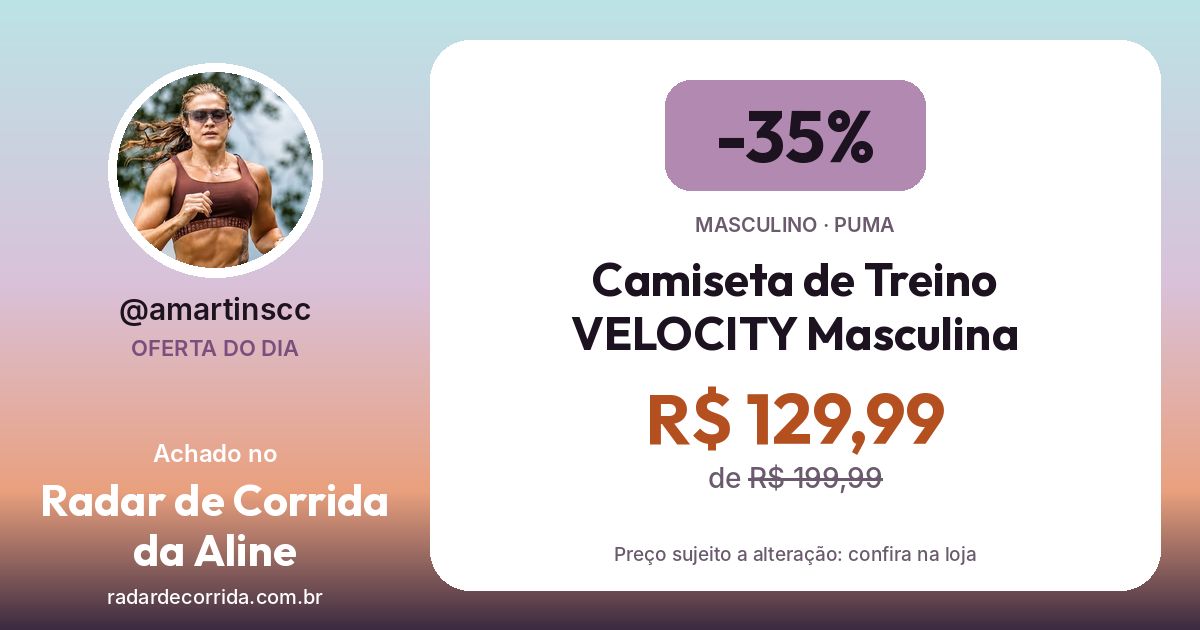 @amartinscc
OFERTA DO DIA
Achado no
Radar de Corrida
da Aline
radardecorrida.com.br
-35%
MASCULINO · PUMA
Camiseta de Treino
VELOCITY Masculina
R$ 129,99
de R$ 199,99
Preço sujeito a alteração: confira na loja